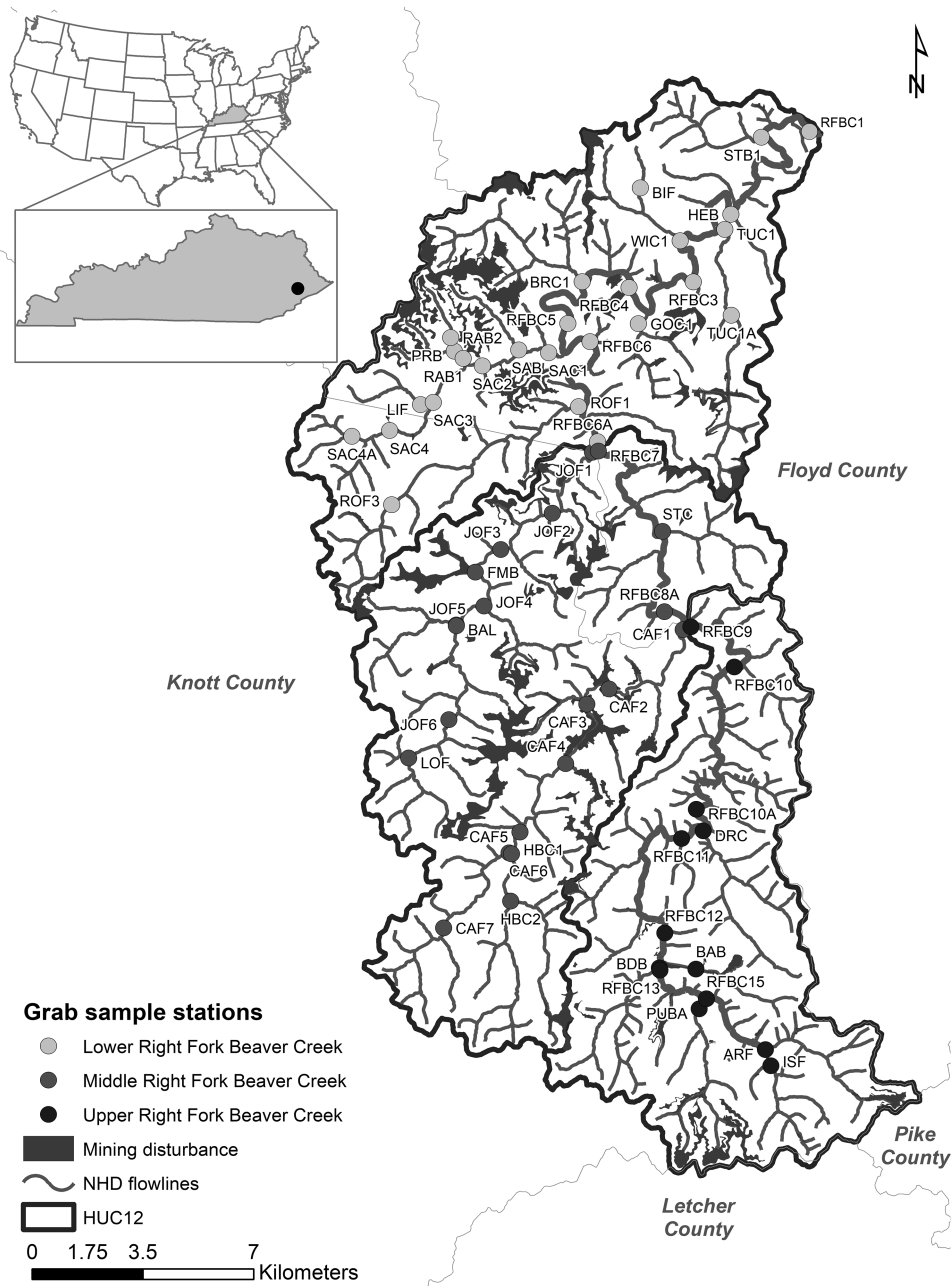 N
RFBC1
STB1
BIF
HEB
TUC1
WIC1
BRC1
RFBC4
RFBC3
RFBC5
GOC1
TUC1A
RAB2
RFBC6
PRB
SAB
SAC1
RAB1
SAC2
LIF
ROF1
SAC3
RFBC6A
SAC4
SAC4A
JOF1
RFBC7
Floyd County
ROF3
JOF2
STC
JOF3
FMB
RFBC8A
JOF4
JOF5
BAL
CAF1
RFBC9
Knott County
RFBC10
CAF2
JOF6
CAF3
CAF4
LOF
RFBC10A
CAF5
DRC
HBC1
RFBC11
CAF6
HBC2
RFBC12
CAF7
BAB
BDB
RFBC15
RFBC13
PUBA
ARF
ISF
Grab sample stations
Lower Right Fork Beaver Creek
Middle Right Fork Beaver Creek
Upper Right Fork Beaver Creek
Mining disturbance
NHD flowlines
HUC12
Pike
County
Letcher
County
0 1.75 3.5 7
Kilometers